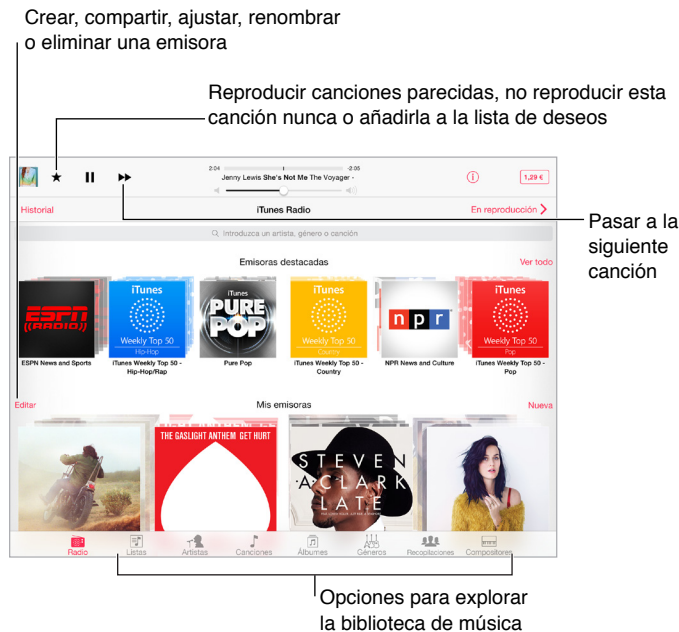 Crear, compartir, ajustar, renombrar
o eliminar una emisora
Reproducir canciones parecidas, no reproducir esta
canción nunca o añadirla a la lista de deseos
2:04
-2:05
Jenny Lewis She's Not Me The Voyager -
1,29 €
Historial
iTunes Radio
En reproducción
Pasar a la
siguiente
canción
Introduzca un artista, género o canción
Emisoras destacadas
Ver todo
ESPN
((RADIO))
iTunes
Weekly Top 50
Hip-Hop
iTunes
PURE
POP
iTunes
Weekly Top 50
Country
npr
iTunes
Weekly Top 50
Pop
ESPN News and Sports
iTunes Weekly Top 50 -
Hip-Hop/Rap
Pure Pop
iTunes Weekly Top 50 -
Country
NPR News and Culture
iTunes Weekly Top 50 -
Pop
Editar
Mis emisoras
Nueva
THE GASLIGHT ANTHEM GET HURT
STEVEN
A CLARK
LATE
Radio
Listas
Artistas
Canciones
Álbumes
Géneros
Recopilaciones
Compositores
Opciones para explorar
la biblioteca de música